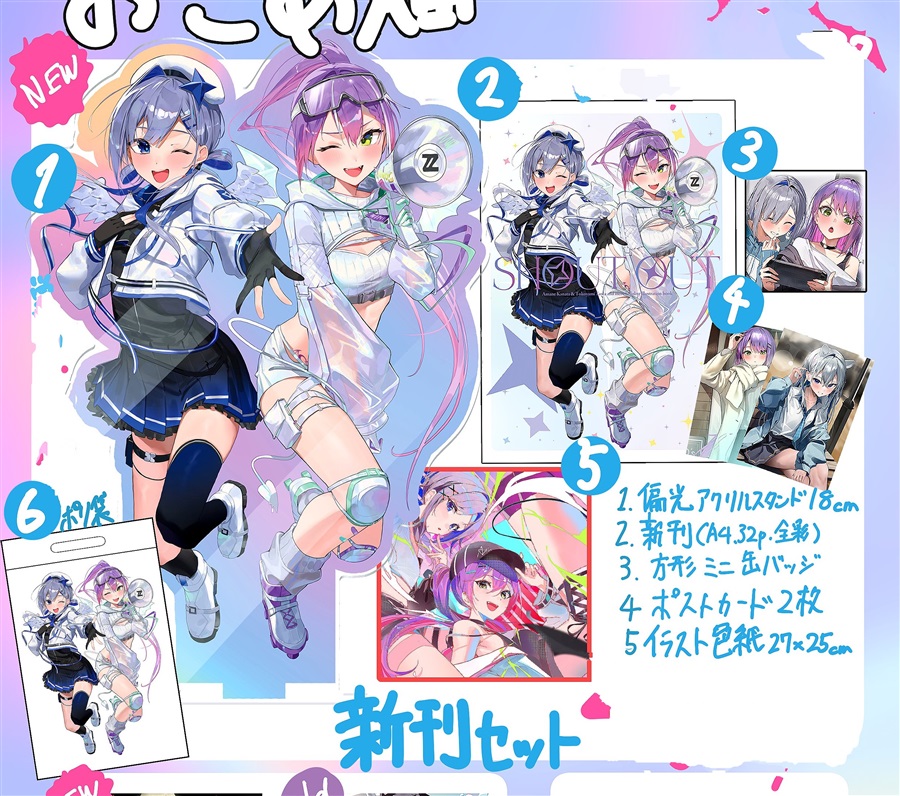 NEW
1
2
3
SHOUT OUT
4
5
6 ポリ袋
1. 偏光アクリルスタンド18cm
2. 新刊(A4.32p.全彩)
3. 方形ミニ缶バッジ
4 ポストカード2枚
5 イラスト色紙27×25cm
新刊セット
NEW